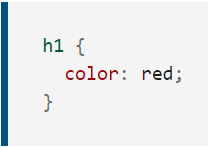 h1 {
  color: red;
}